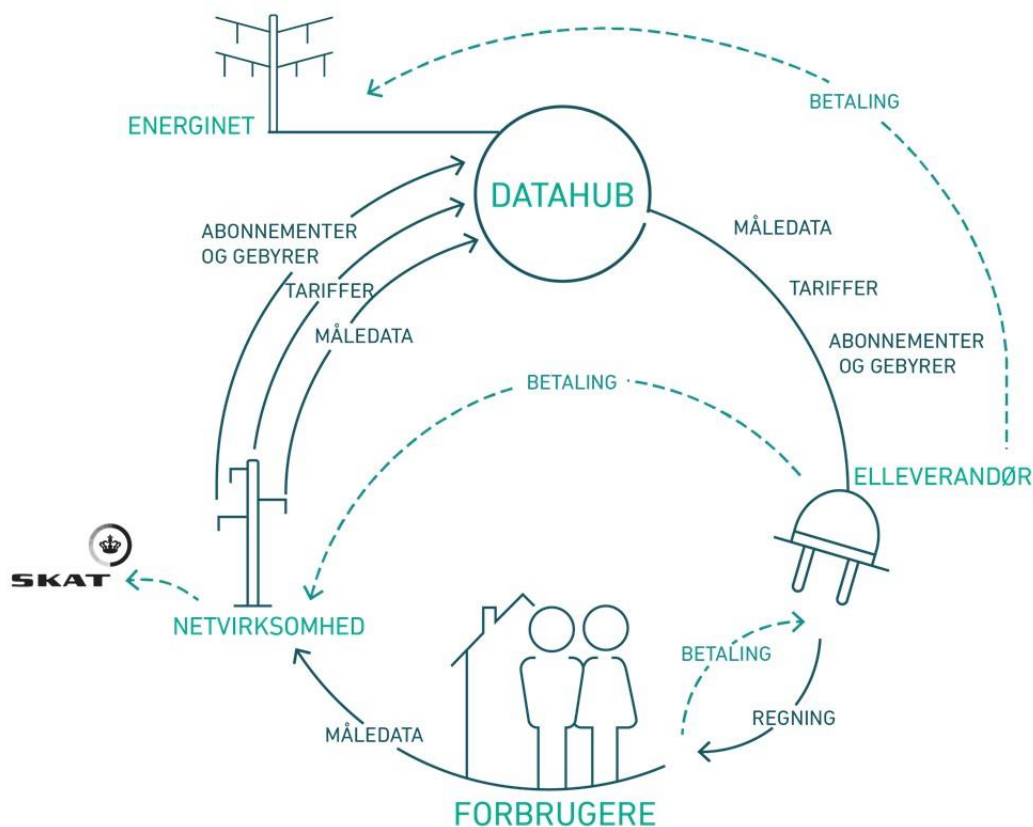 BETALING
ENERGINET
DATAHUB
ABONNEMENTER
OG GEBYRER
MÅLEDATA
TARIFFER
TARIFFER
MÅLEDATA
ABONNEMENTER
OG GEBYRER
BETALING
ELLEVERANDØR
SKAT
NETVIRKSOMHED
BETALING
REGNING
MÅLEDATA
FORBRUGERE